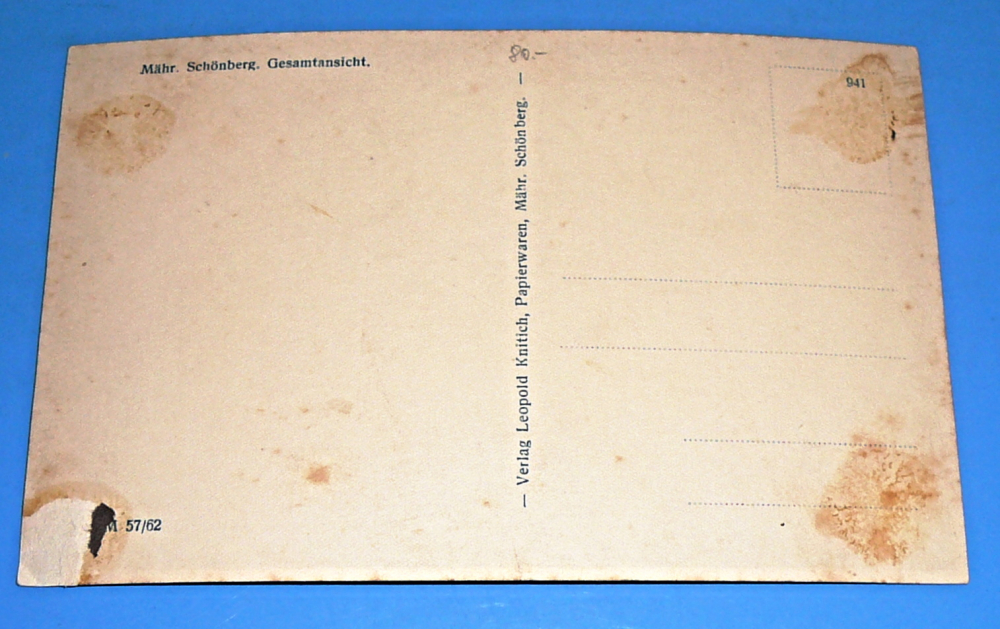 Mähr. Schönberg. Gesamtansicht.
80.-
941
— Verlag Leopold Knitich, Papierwaren, Mähr. Schönberg. —
M 57/62